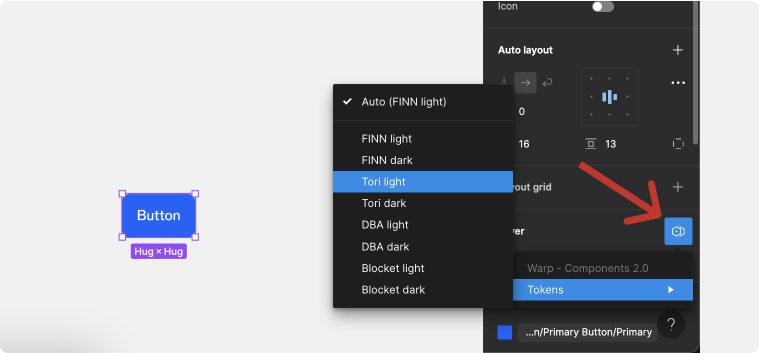 Icon
Auto layout
0
16
13
yout grid
yer
Auto (FINN light)
FINN light
FINN dark
Tori light
Tori dark
DBA light
DBA dark
Blocket light
Blocket dark
Warp - Components 2.0
Tokens
...n/Primary Button/Primary
?
Button
Hug × Hug